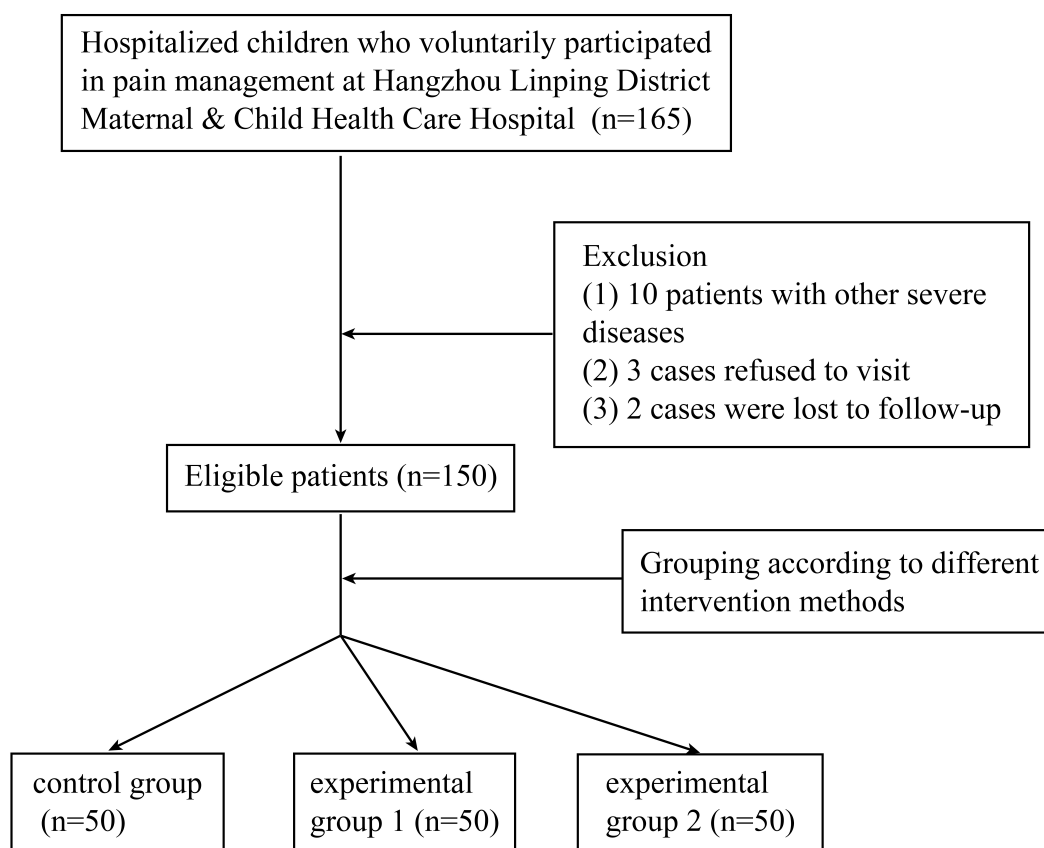 Hospitalized children who voluntarily participated
in pain management at Hangzhou Linping District
Maternal & Child Health Care Hospital (n=165)
Exclusion
(1) 10 patients with other severe
diseases
(2) 3 cases refused to visit
(3) 2 cases were lost to follow-up
Eligible patients (n=150)
Grouping according to different
intervention methods
control group
(n=50)
experimental
group 1 (n=50)
experimental
group 2 (n=50)